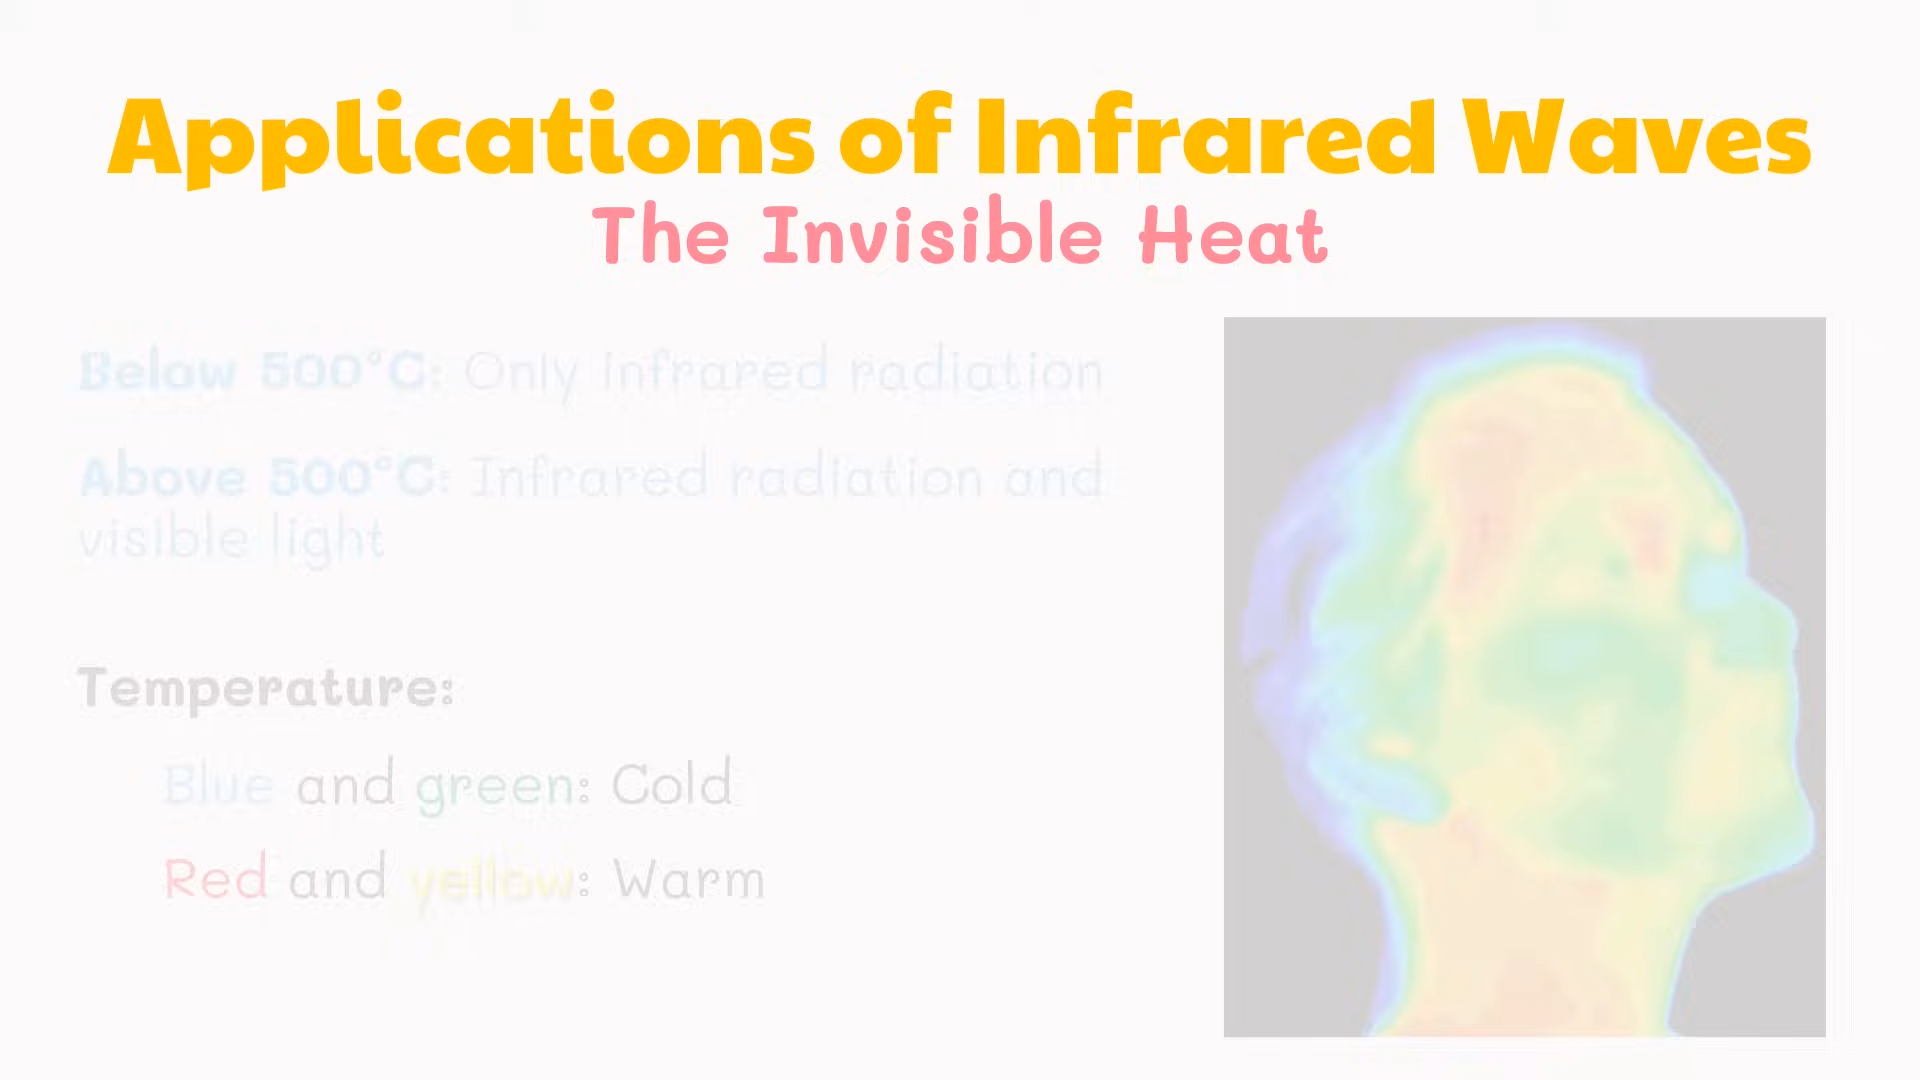 Applications of Infrared Waves
The Invisible Heat
Below 500°C: Only infrared radiation
Above 500°C: Infrared radiation and
visible light
Temperature:
Blue and green: Cold
Red and yellow: Warm